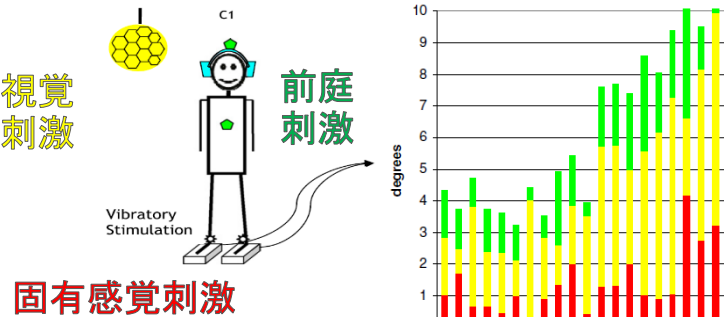 C1
視覚
刺激
前庭
刺激
Vibratory
Stimulation
固有感覚刺激
degrees
10
9
8
7
6
5
4
3
2
1